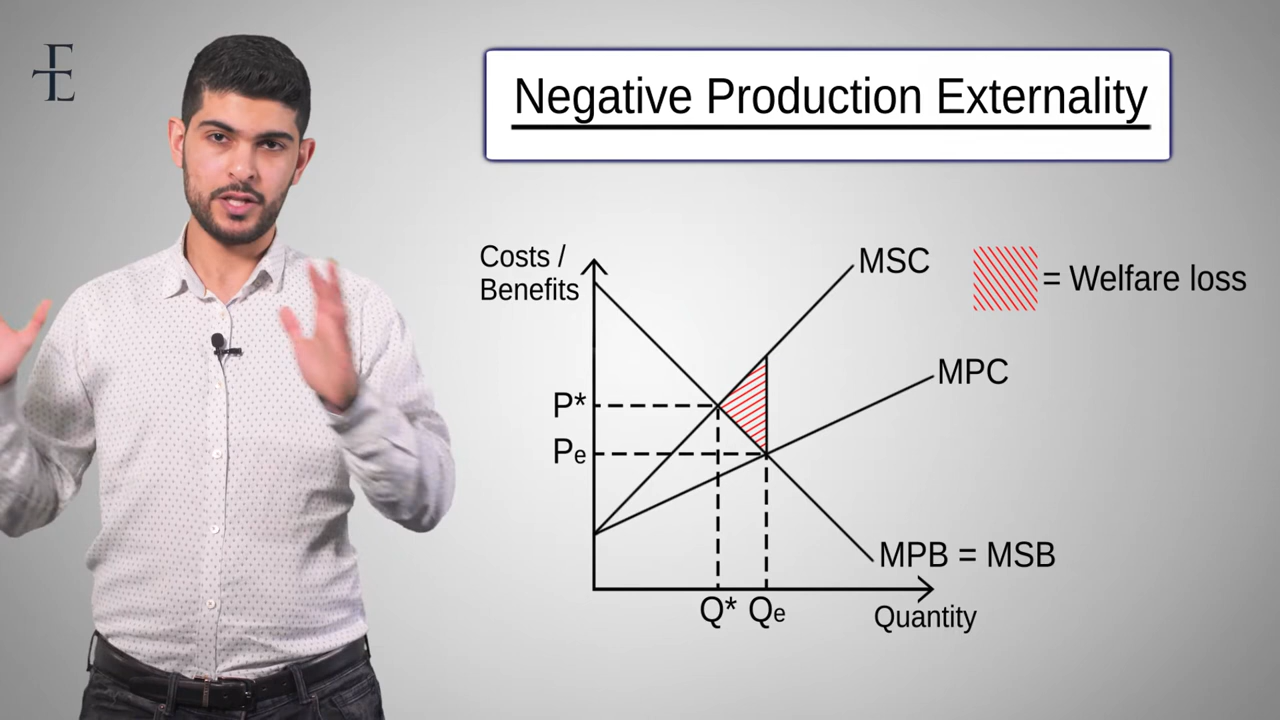 Negative Production Externality
Costs /
Benefits
MSC
= Welfare loss
MPC
P*
Pe
MPB = MSB
Q* Qe
Quantity